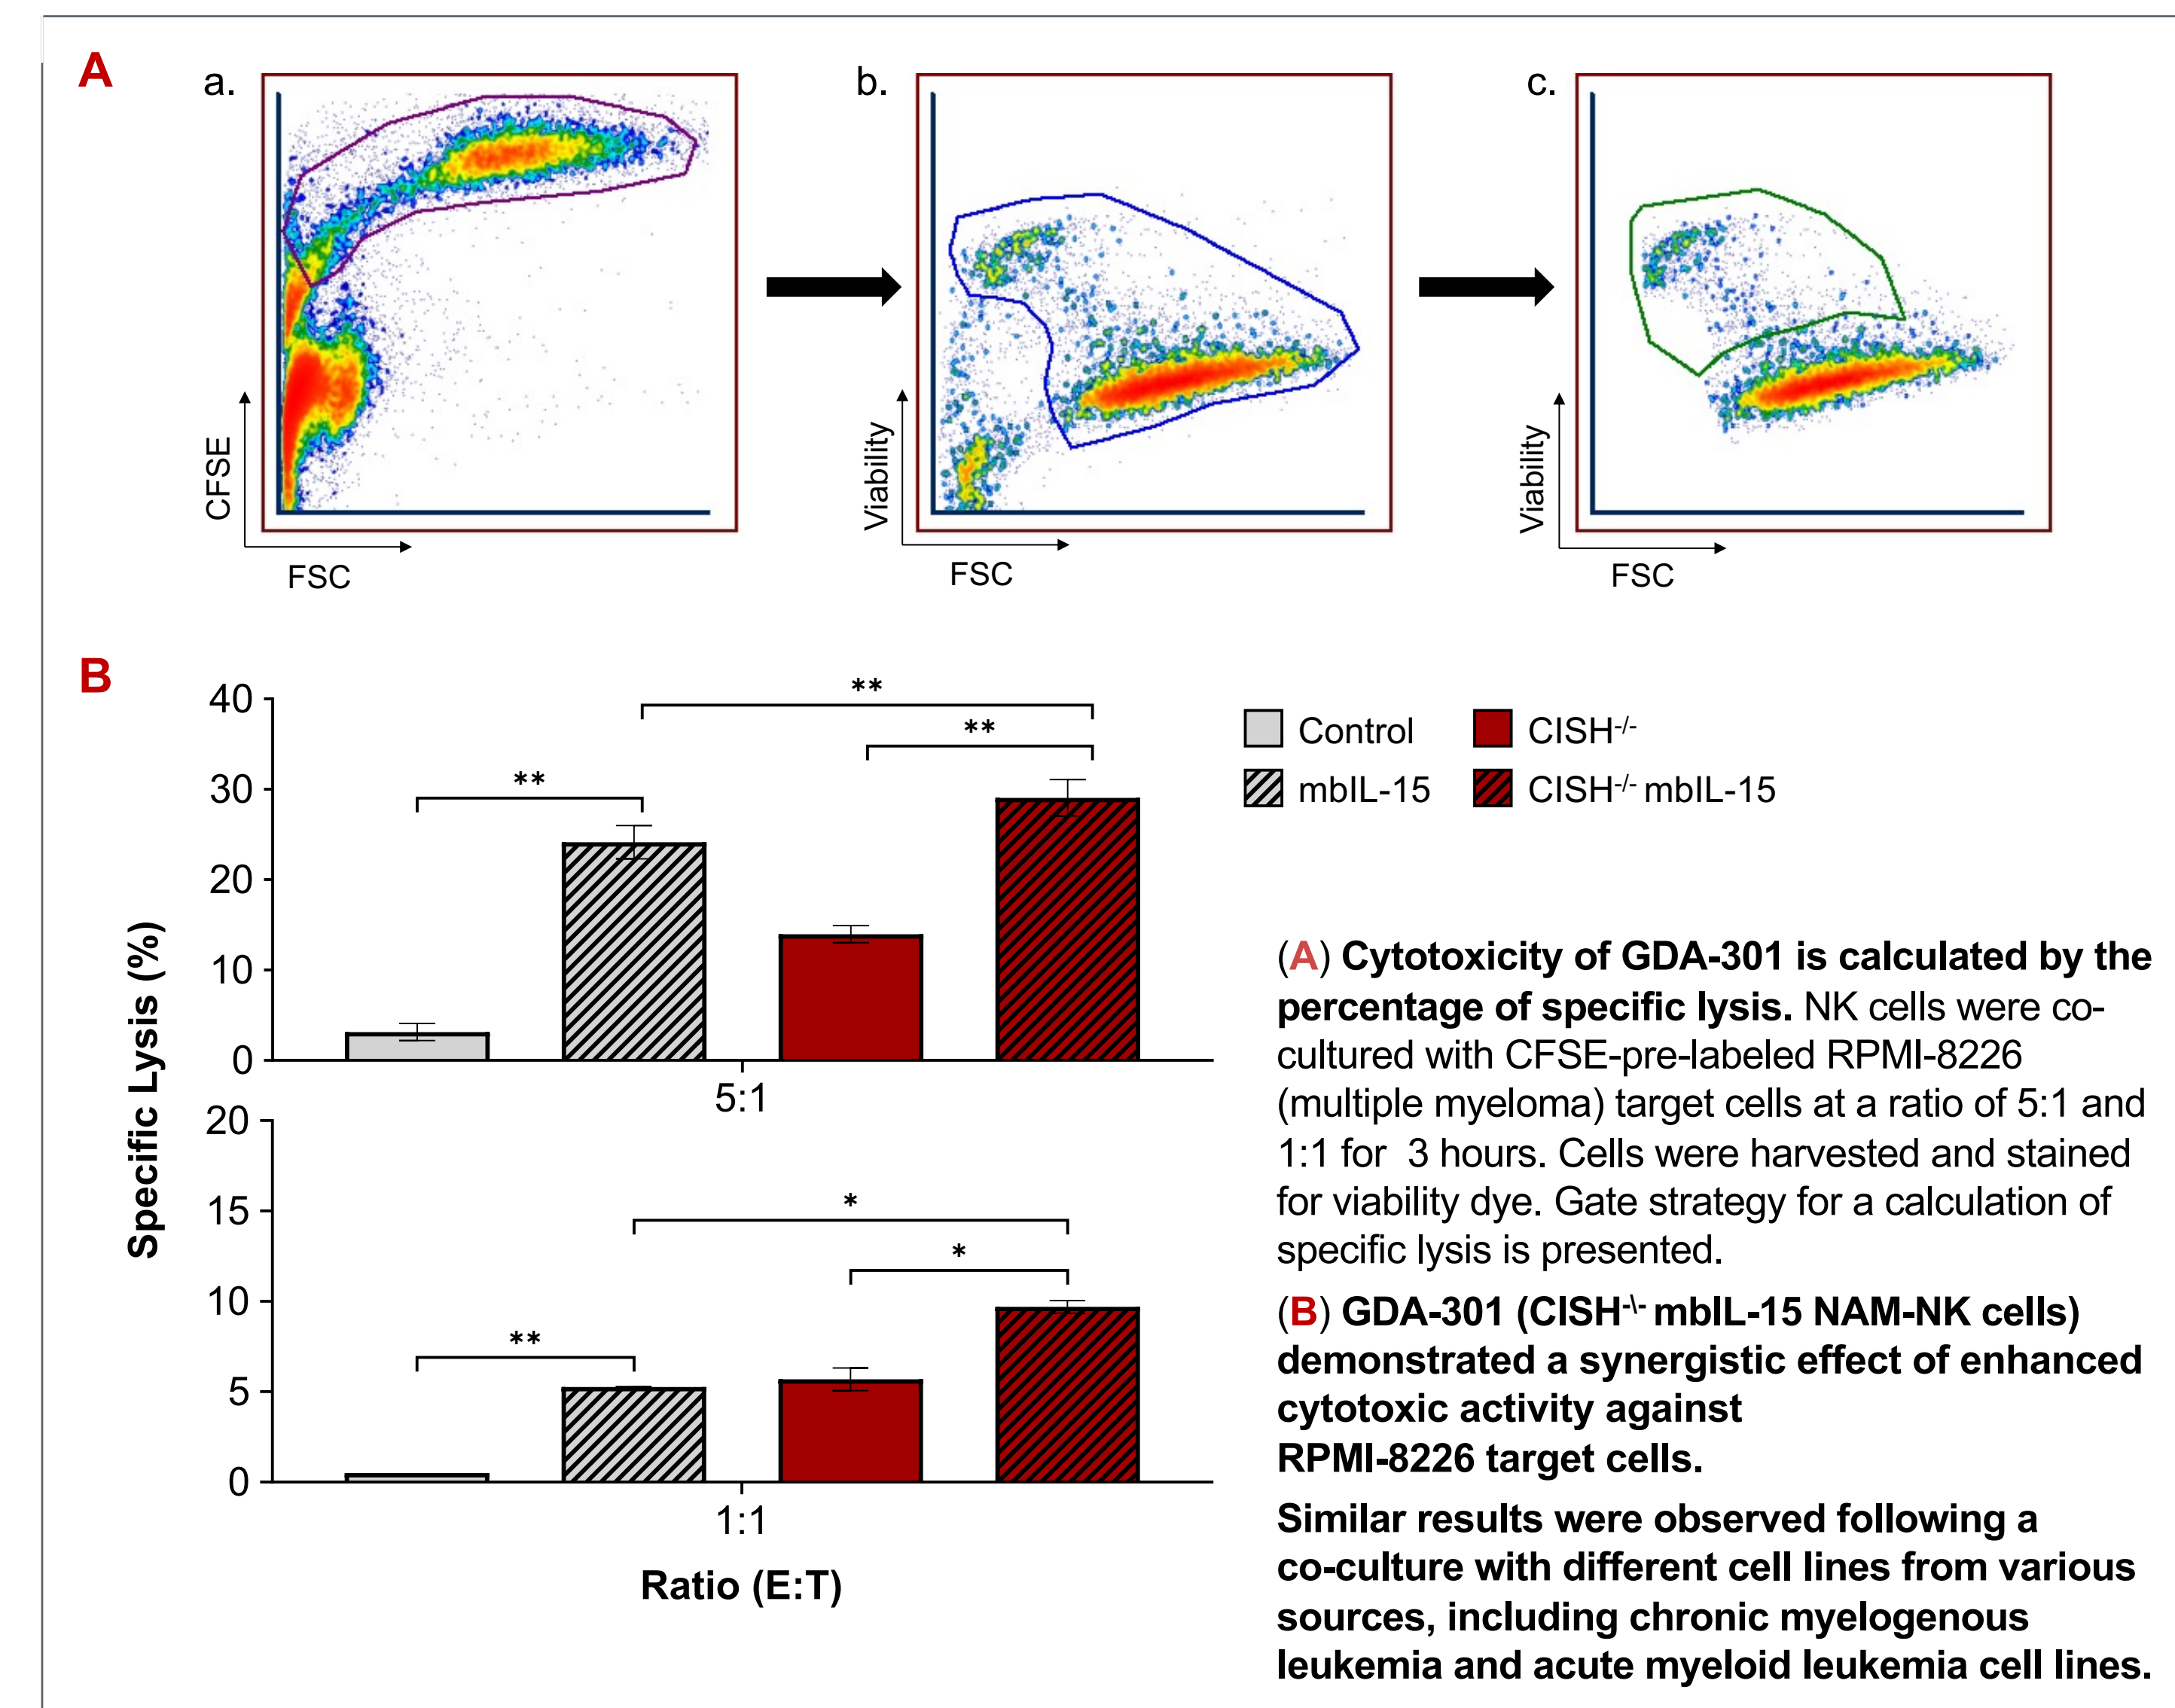 A
a.
b.
c.
CFSE
FSC
Viability
FSC
Viability
FSC
B
Specific Lysis (%)
40
30
20
10
0
**
**
**
5:1
20
15
10
5
0
*
*
**
1:1
Ratio (E:T)
Control
CISH-/-
mbIL-15
CISH-/- mbIL-15
(A) Cytotoxicity of GDA-301 is calculated by the
percentage of specific lysis. NK cells were co-
cultured with CFSE-pre-labeled RPMI-8226
(multiple myeloma) target cells at a ratio of 5:1 and
1:1 for 3 hours. Cells were harvested and stained
for viability dye. Gate strategy for a calculation of
specific lysis is presented.
(B) GDA-301 (CISH-\- mbIL-15 NAM-NK cells)
demonstrated a synergistic effect of enhanced
cytotoxic activity against
RPMI-8226 target cells.
Similar results were observed following a
co-culture with different cell lines from various
sources, including chronic myelogenous
leukemia and acute myeloid leukemia cell lines.